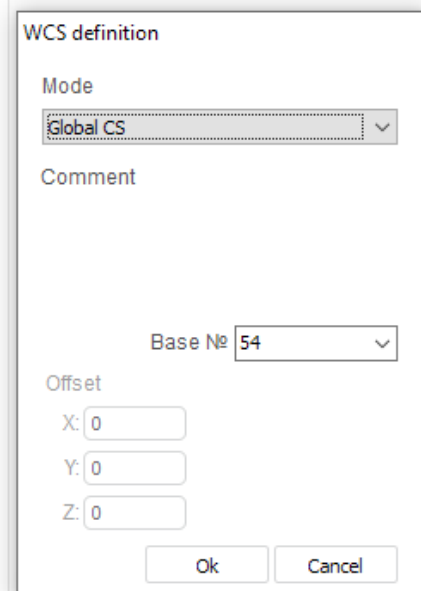 WCS definition
Mode
Global CS
Comment
Base № 54
Offset
X: 0
Y: 0
Z: 0
Ok Cancel